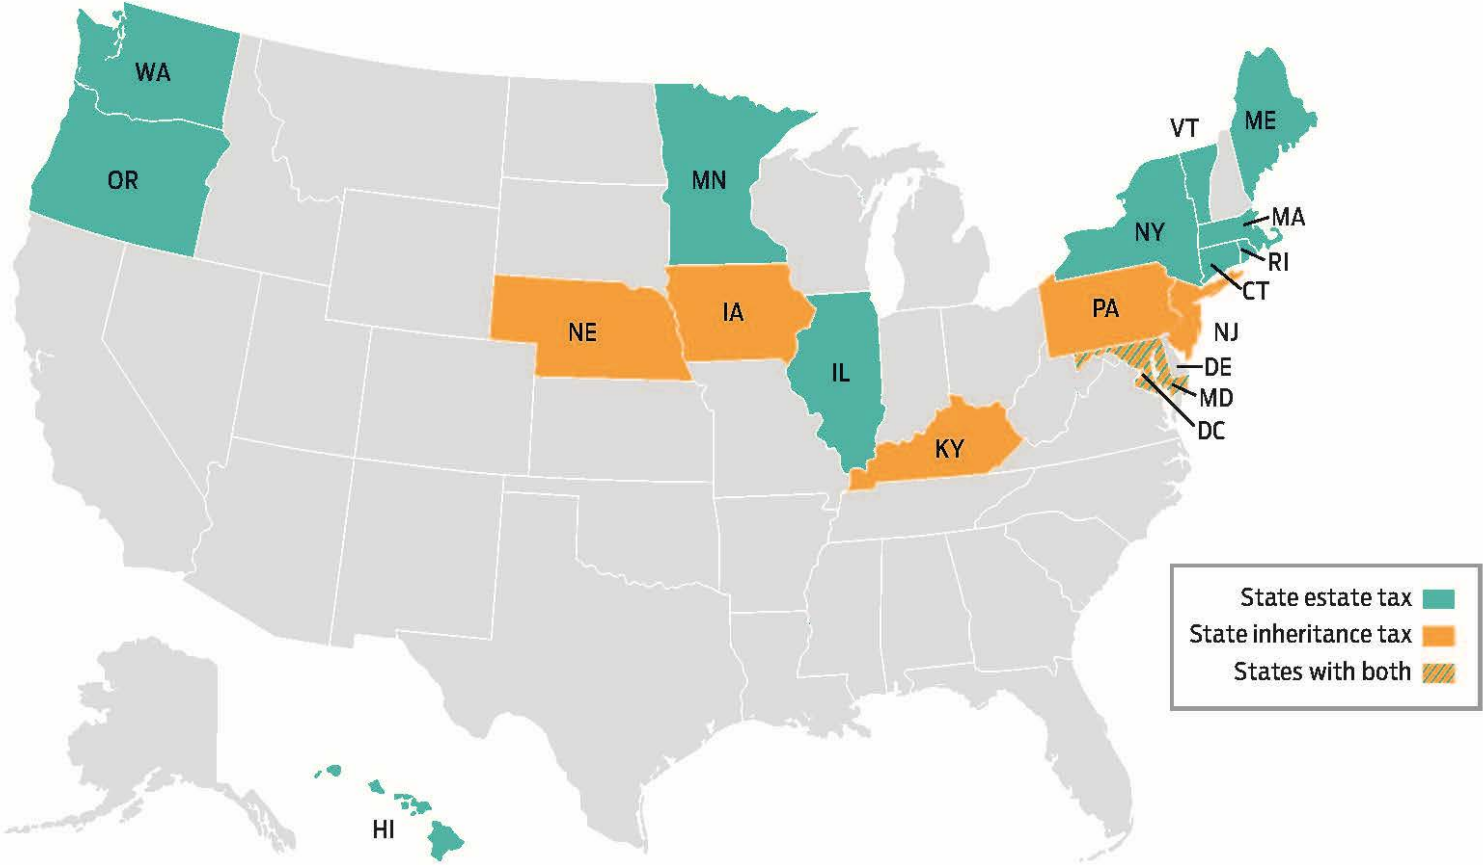 WA
OR
MN
VT
ME
NY
MA
RI
CT
NE
IA
PA
NJ
IL
DE
MD
DC
KY
State estate tax
State inheritance tax
States with both
HI